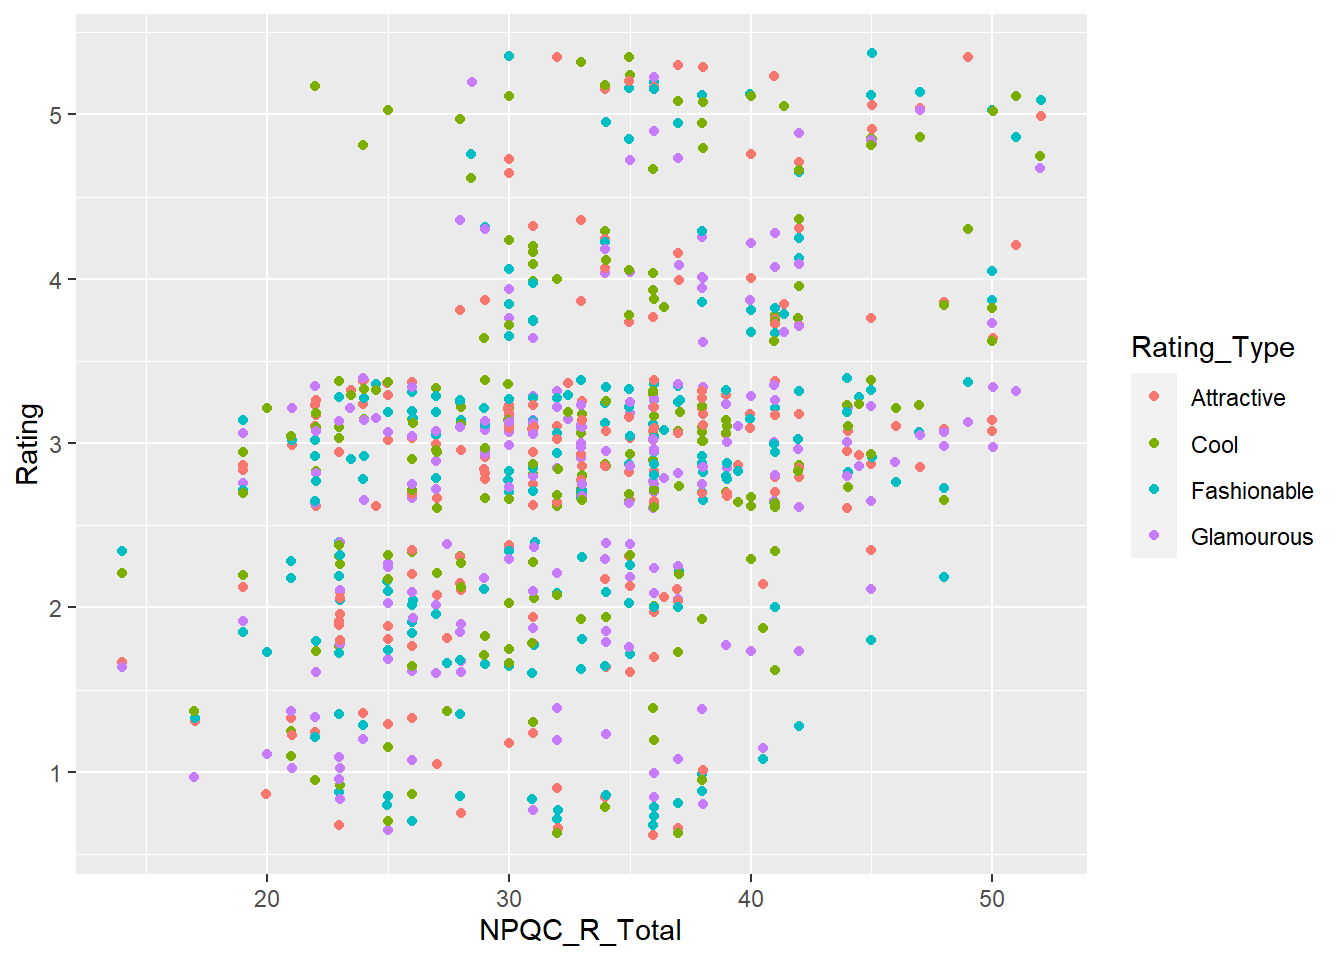 Rating
5
4
3
2
1
20
30
40
50
NPQC_R_Total
Rating_Type
Attractive
Cool
Fashionable
Glamourous